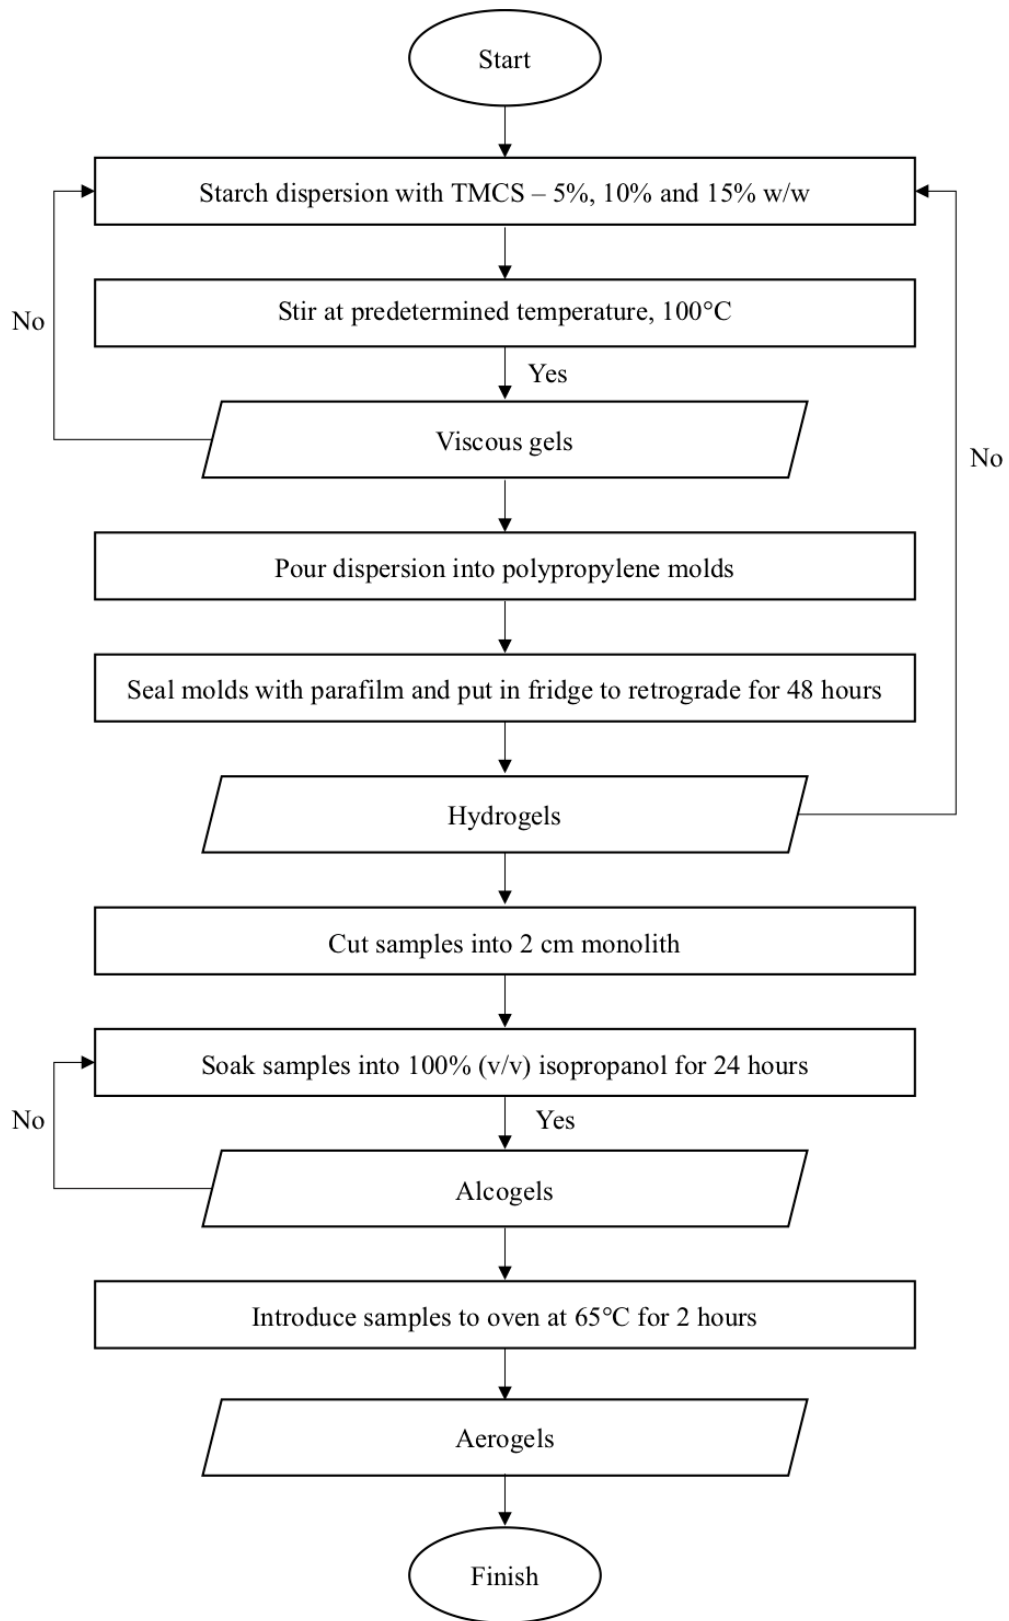 Start
Starch dispersion with TMCS – 5%, 10% and 15% w/w
Stir at predetermined temperature, 100°C
No
Yes
Viscous gels
No
Pour dispersion into polypropylene molds
Seal molds with parafilm and put in fridge to retrograde for 48 hours
Hydrogels
Cut samples into 2 cm monolith
Soak samples into 100% (v/v) isopropanol for 24 hours
No
Yes
Alcogels
Introduce samples to oven at 65°C for 2 hours
Aerogels
Finish